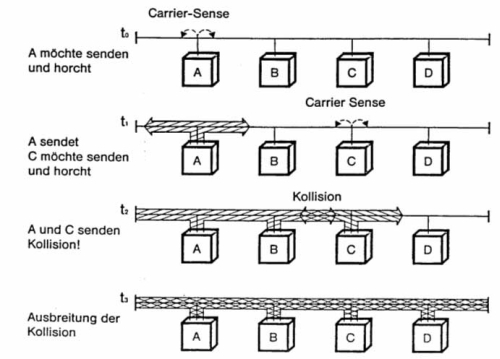 Carrier-Sense
t₀
A möchte senden
und horcht
A B C D
Carrier Sense
t₁
A sendet
C möchte senden
und horcht
A B C D
Kollision
t₂
A und C senden
Kollision!
A B C D
t₃
Ausbreitung der
Kollision
A B C D